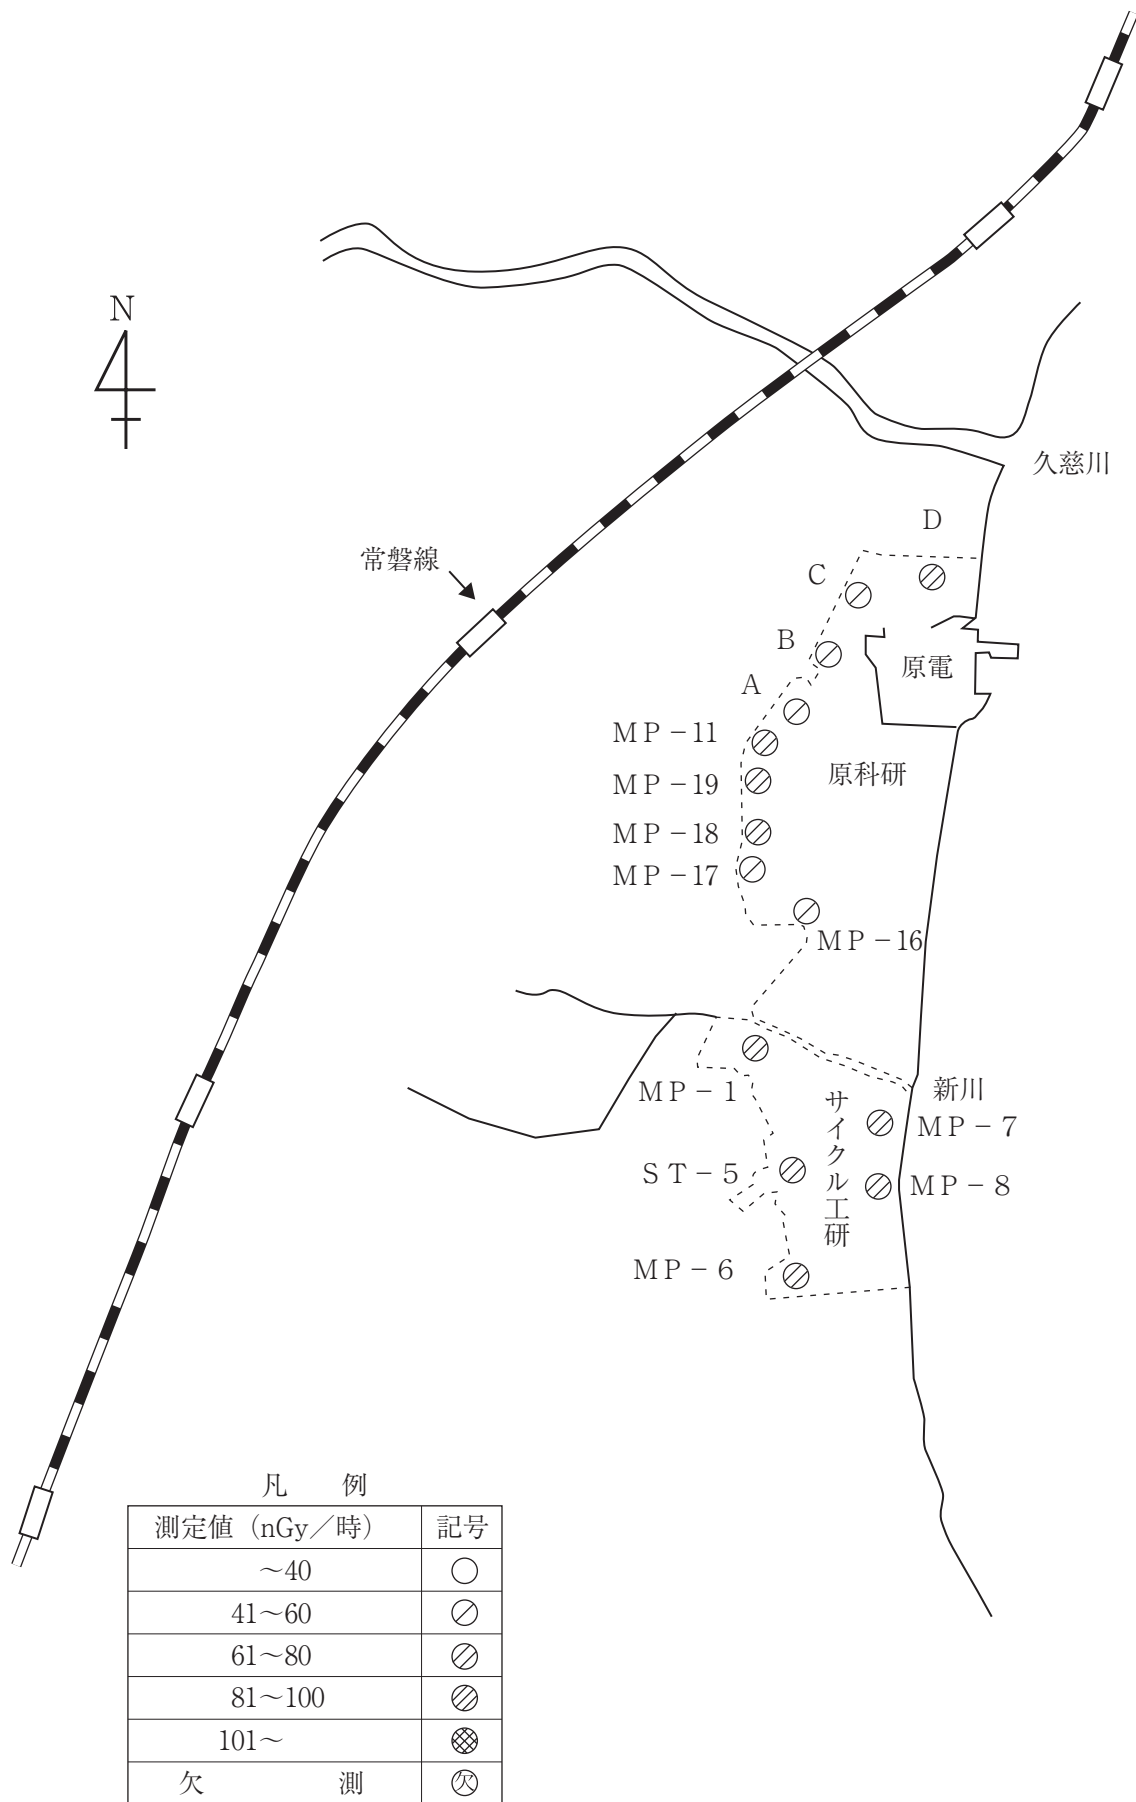 N
久慈川
D
常磐線
C
B
原電
A
MP-11
原科研
MP-19
MP-18
MP-17
MP-16
新川
MP-1
MP-7
サイクル工研
ST-5
MP-8
MP-6
凡 例
測定値（nGy／時） 記号
～40
41～60
61～80
81～100
101～
欠 測 欠